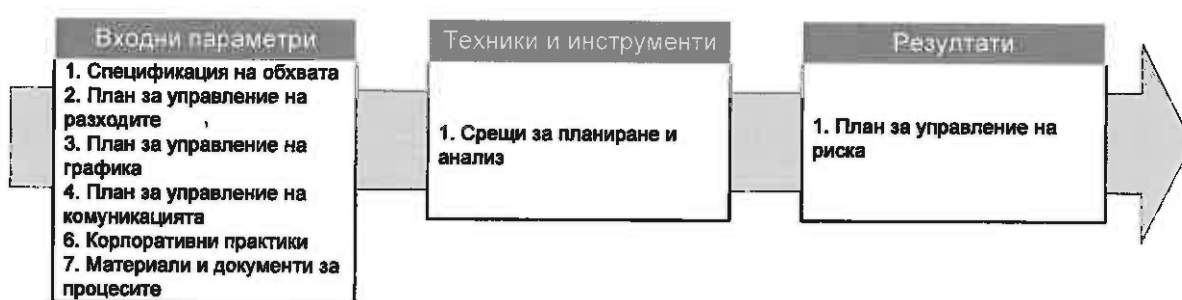 Входни параметри
1. Спецификация на обхвата
2. План за управление на
разходите
3. План за управление на
графика
4. План за управление на
комуникацията
6. Корпоративни практики
7. Материали и документи за
процесите
Техники и инструменти
1. Срещи за планиране и
анализ
Резултати
1. План за управление на
риска